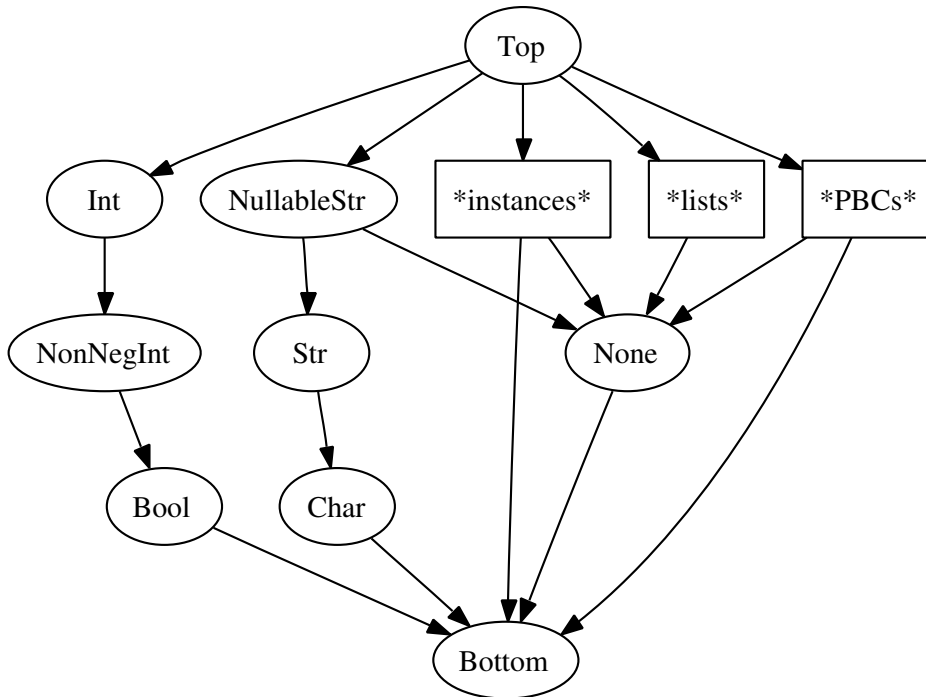 Top
Int
NullableStr
*instances*
*lists*
*PBCs*
NonNegInt
Str
None
Bool
Char
Bottom